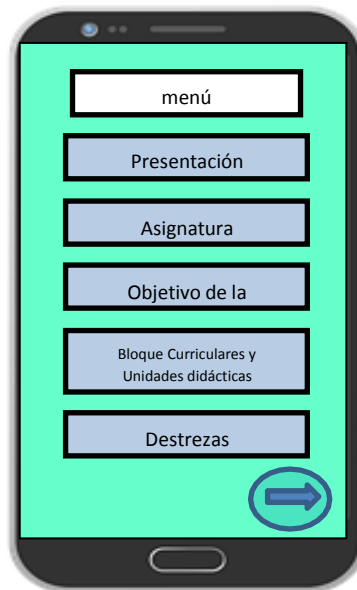 menú
Presentación
Asignatura
Objetivo de la
Bloque Curriculares y
Unidades didácticas
Destrezas